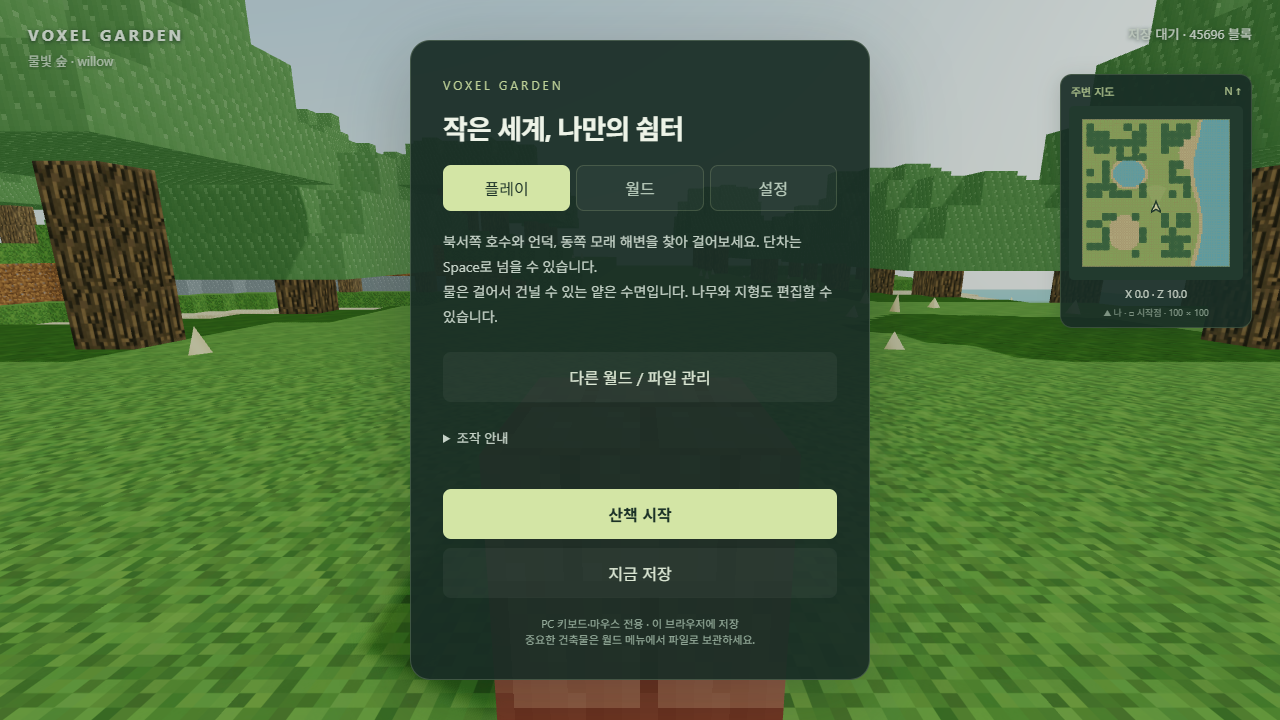 VOXEL GARDEN
물빛 숲 · willow
저장 대기 · 45696 블록
주변 지도
N ↑
X 0.0 · Z 10.0
▲ 나 · □ 시작점 · 100 × 100
VOXEL GARDEN
작은 세계, 나만의 쉼터
플레이
월드
설정
북서쪽 호수와 언덕, 동쪽 모래 해변을 찾아 걸어보세요. 단차는
Space로 넘을 수 있습니다.
물은 걸어서 건널 수 있는 얕은 수면입니다. 나무와 지형도 편집할 수
있습니다.
다른 월드 / 파일 관리
▶ 조작 안내
산책 시작
지금 저장
PC 키보드·마우스 전용 · 이 브라우저에 저장
중요한 건축물은 월드 메뉴에서 파일로 보관하세요.